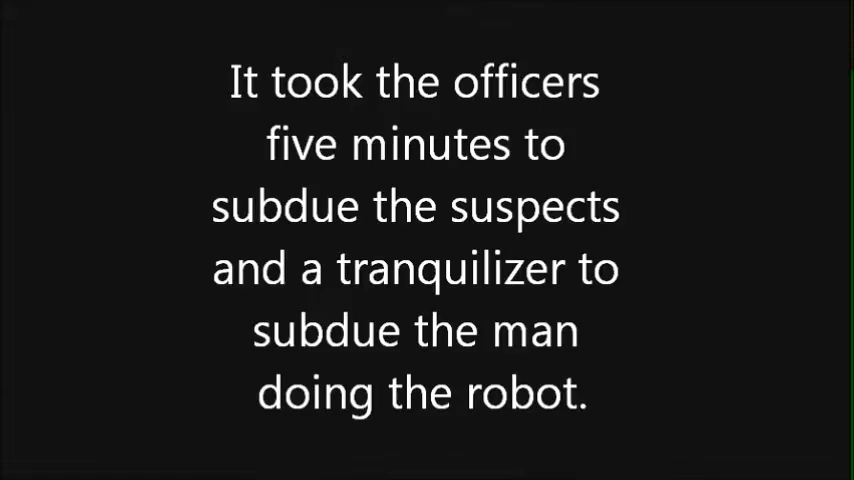 It took the officers
five minutes to
subdue the suspects
and a tranquilizer to
subdue the man
doing the robot.